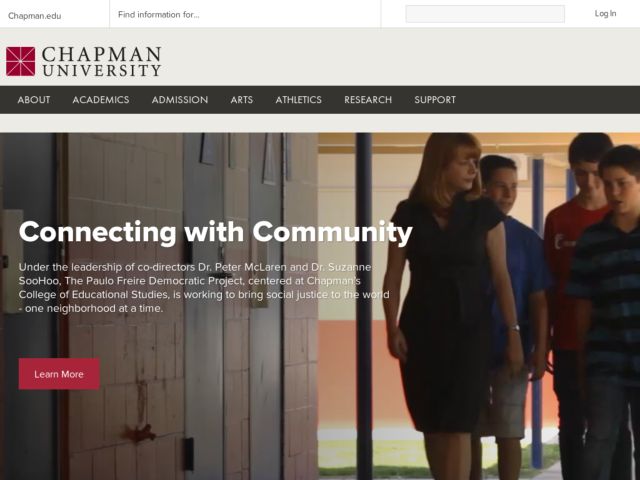 Chapman.edu
Find information for...
Log In
CHAPMAN
UNIVERSITY
ABOUT ACADEMICS ADMISSION ARTS ATHLETICS RESEARCH SUPPORT
Connecting with Community
Under the leadership of co-directors Dr. Peter McLaren and Dr. Suzanne
SooHoo, The Paulo Freire Democratic Project, centered at Chapman's
College of Educational Studies, is working to bring social justice to the world
- one neighborhood at a time.
Learn More